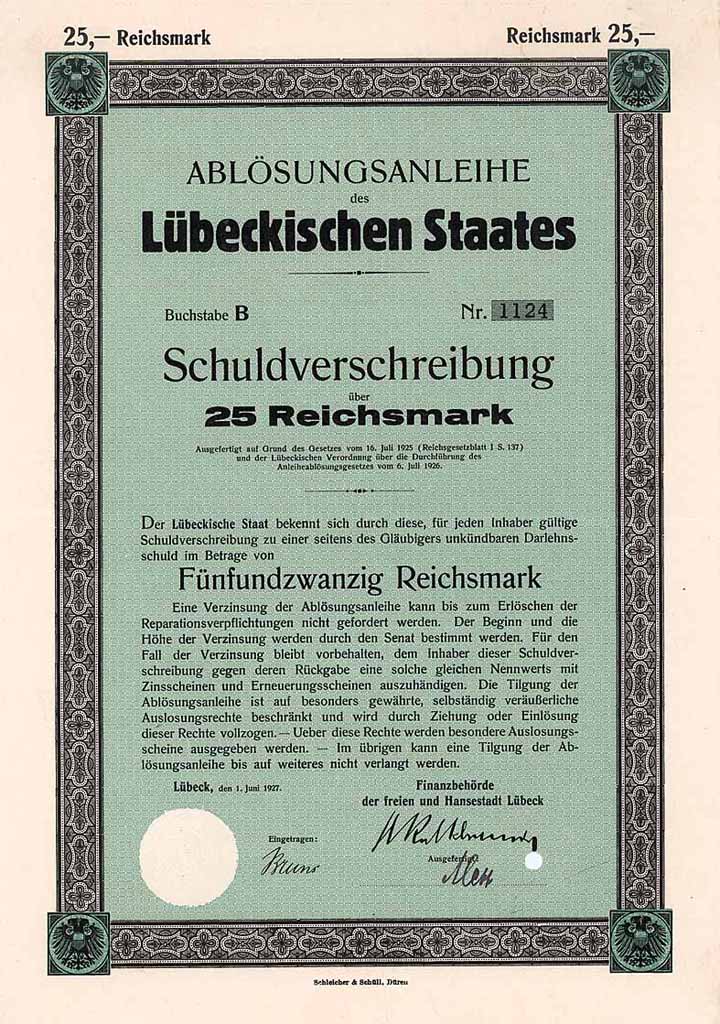 25,— Reichsmark
Reichsmark 25,—
ABLÖSUNGSANLEIHE
des
Lübeckischen Staates
Buchstabe B
Nr. 1124
Schuldverschreibung
über
25 Reichsmark
Ausgefertigt auf Grund des Gesetzes vom 16. Juli 1925 (Reichsgesetzblatt I S. 137)
und der Lübeckischen Verordnung über die Durchführung des
Anleiheablösungsgesetzes vom 6. Juli 1926.
Der Lübeckische Staat bekennt sich durch diese, für jeden Inhaber gültige
Schuldverschreibung zu einer seitens des Gläubigers unkündbaren Darlehns-
schuld im Betrage von
Fünfundzwanzig Reichsmark
Eine Verzinsung der Ablösungsanleihe kann bis zum Erlöschen der
Reparationsverpflichtungen nicht gefordert werden. Der Beginn und die
Höhe der Verzinsung werden durch den Senat bestimmt werden. Für den
Fall der Verzinsung bleibt vorbehalten, dem Inhaber dieser Schuldver-
schreibung gegen deren Rückgabe eine solche gleichen Nennwerts mit
Zinsscheinen und Erneuerungsscheinen auszuhändigen. Die Tilgung der
Ablösungsanleihe ist auf besonders gewährte, selbständig veräußerliche
Auslosungsrechte beschränkt und wird durch Ziehung oder Einlösung
dieser Rechte vollzogen. — Ueber diese Rechte werden besondere Auslosungs-
scheine ausgegeben werden. — Im übrigen kann eine Tilgung der Ab-
lösungsanleihe bis auf weiteres nicht verlangt werden.
Lübeck, den 1. Juni 1927.
Finanzbehörde
der freien und Hansestadt Lübeck
Eingetragen:
Bruns
Ausgefertigt:
Schleicher & Schüll, Düren